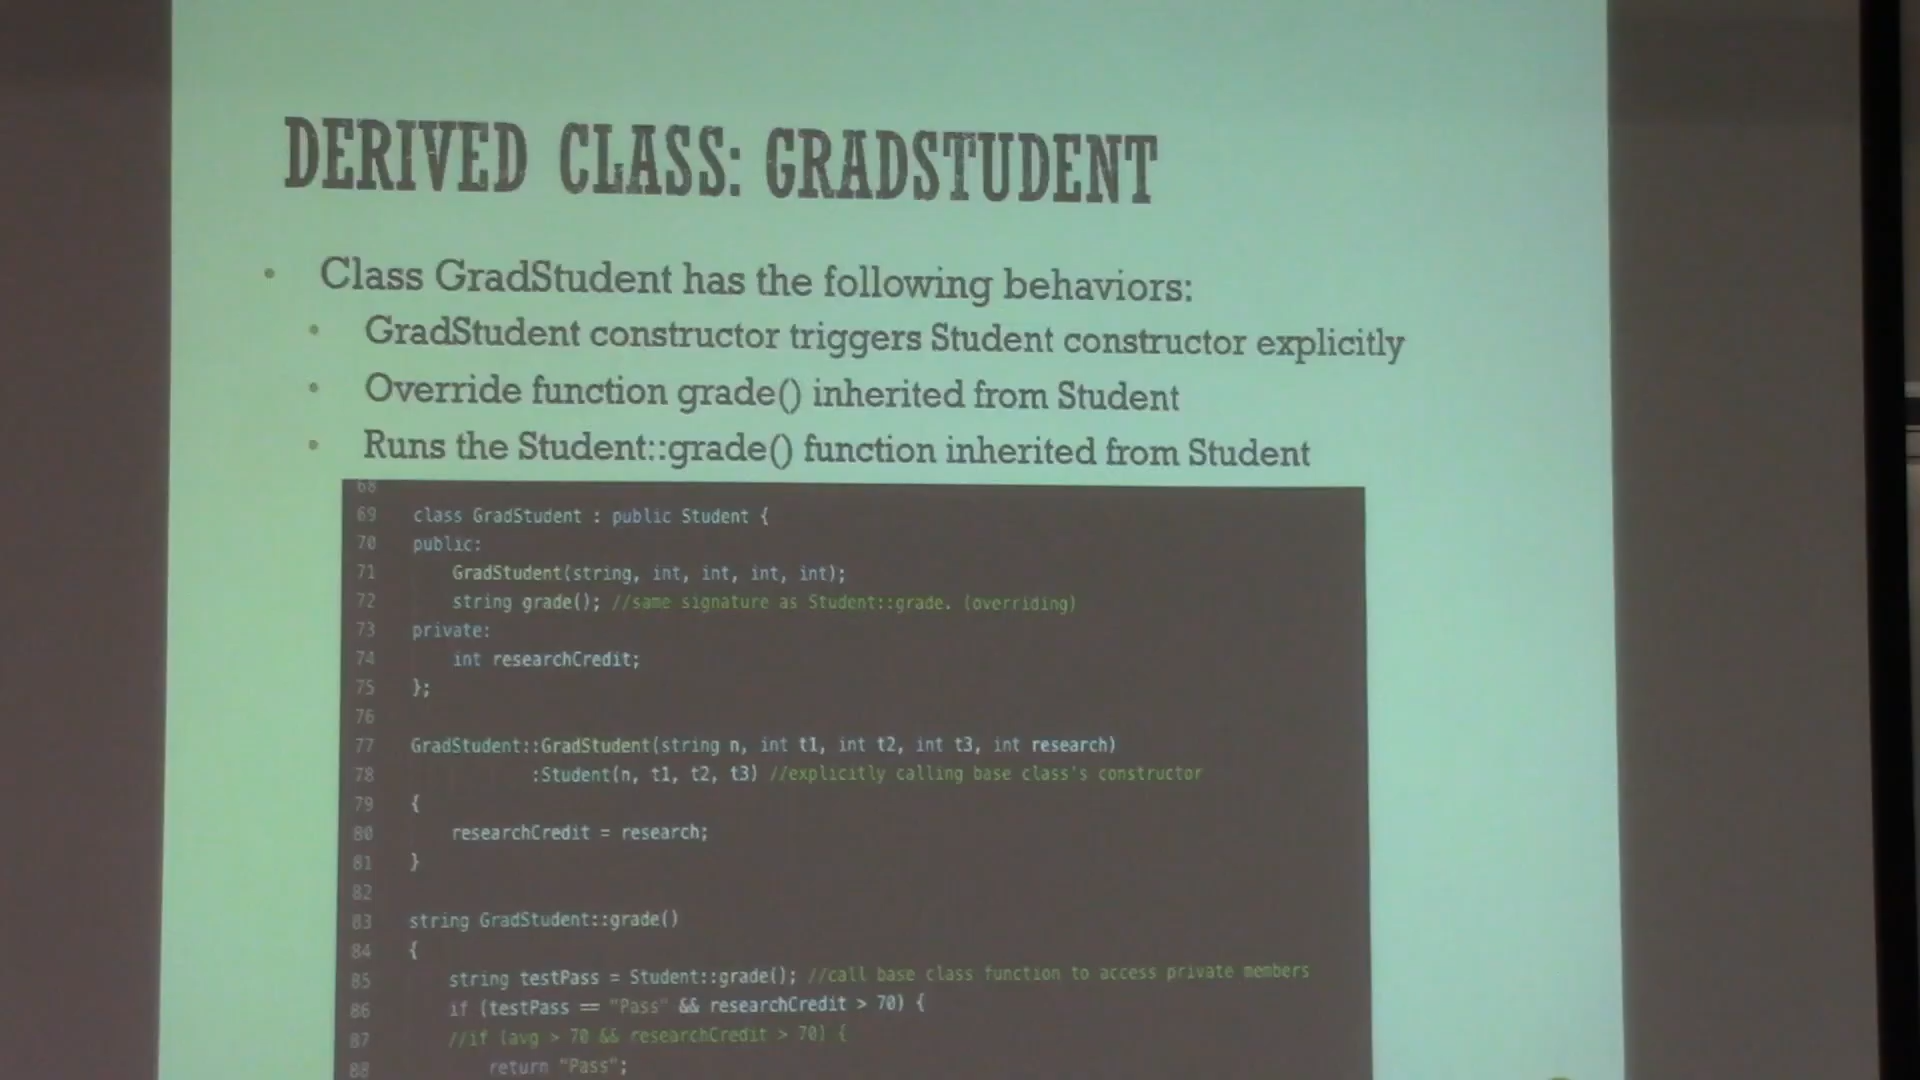 DERIVED CLASS: GRADSTUDENT
• Class GradStudent has the following behaviors:
• GradStudent constructor triggers Student constructor explicitly
• Override function grade() inherited from Student
• Runs the Student::grade() function inherited from Student
68
69 class GradStudent : public Student {
70 public:
71 GradStudent(string, int, int, int, int);
72 string grade(); //same signature as Student::grade. (overriding)
73 private:
74 int researchCredit;
75 };
76
77 GradStudent::GradStudent(string n, int t1, int t2, int t3, int research)
78 :Student(n, t1, t2, t3) //explicitly calling base class's constructor
79 {
80 researchCredit = research;
81 }
82
83 string GradStudent::grade()
84 {
85 string testPass = Student::grade(); //call base class function to access private members
86 if (testPass == "Pass" && researchCredit > 70) {
87 //if (avg > 70 && researchCredit > 70) {
88 return "Pass";